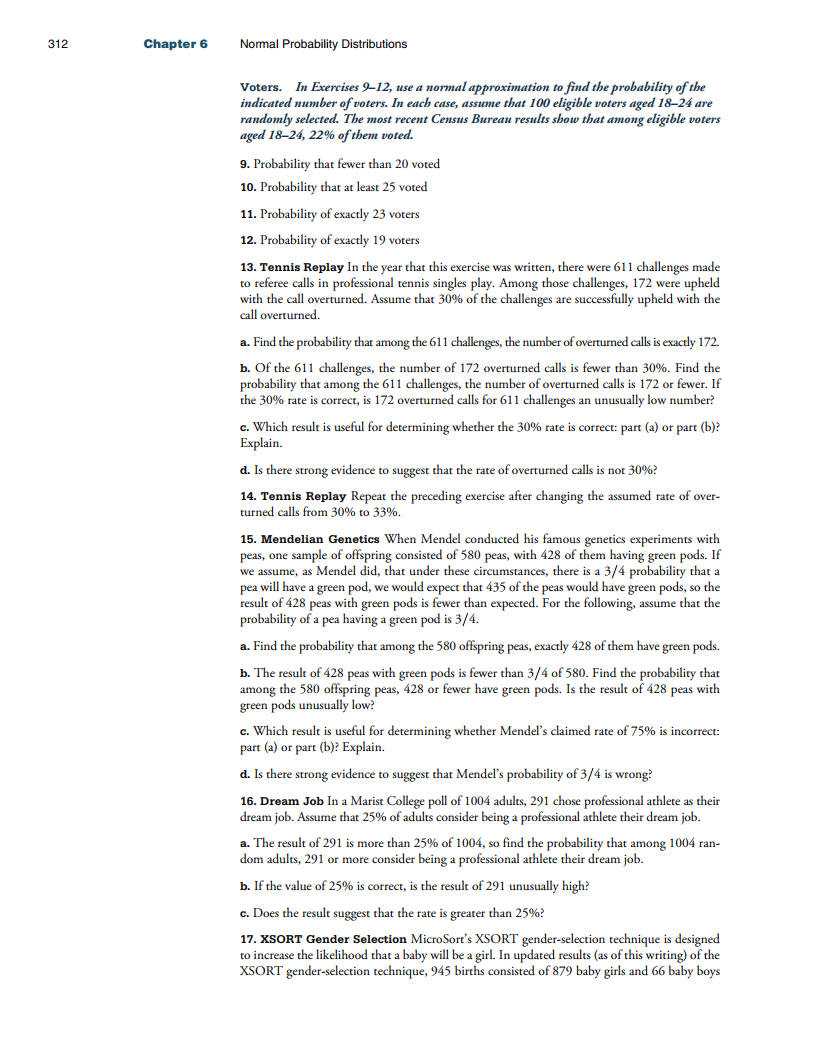 312 Chapter 6 Normal Probability Distributions
Voters. In Exercises 9–12, use a normal approximation to find the probability of the
indicated number of voters. In each case, assume that 100 eligible voters aged 18–24 are
randomly selected. The most recent Census Bureau results show that among eligible voters
aged 18–24, 22% of them voted.
9. Probability that fewer than 20 voted
10. Probability that at least 25 voted
11. Probability of exactly 23 voters
12. Probability of exactly 19 voters
13. Tennis Replay In the year that this exercise was written, there were 611 challenges made
to referee calls in professional tennis singles play. Among those challenges, 172 were upheld
with the call overturned. Assume that 30% of the challenges are successfully upheld with the
call overturned.
a. Find the probability that among the 611 challenges, the number of overturned calls is exactly 172.
b. Of the 611 challenges, the number of 172 overturned calls is fewer than 30%. Find the
probability that among the 611 challenges, the number of overturned calls is 172 or fewer. If
the 30% rate is correct, is 172 overturned calls for 611 challenges an unusually low number?
c. Which result is useful for determining whether the 30% rate is correct: part (a) or part (b)?
Explain.
d. Is there strong evidence to suggest that the rate of overturned calls is not 30%?
14. Tennis Replay Repeat the preceding exercise after changing the assumed rate of over-
turned calls from 30% to 33%.
15. Mendelian Genetics When Mendel conducted his famous genetics experiments with
peas, one sample of offspring consisted of 580 peas, with 428 of them having green pods. If
we assume, as Mendel did, that under these circumstances, there is a 3/4 probability that a
pea will have a green pod, we would expect that 435 of the peas would have green pods, so the
result of 428 peas with green pods is fewer than expected. For the following, assume that the
probability of a pea having a green pod is 3/4.
a. Find the probability that among the 580 offspring peas, exactly 428 of them have green pods.
b. The result of 428 peas with green pods is fewer than 3/4 of 580. Find the probability that
among the 580 offspring peas, 428 or fewer have green pods. Is the result of 428 peas with
green pods unusually low?
c. Which result is useful for determining whether Mendel's claimed rate of 75% is incorrect:
part (a) or part (b)? Explain.
d. Is there strong evidence to suggest that Mendel's probability of 3/4 is wrong?
16. Dream Job In a Marist College poll of 1004 adults, 291 chose professional athlete as their
dream job. Assume that 25% of adults consider being a professional athlete their dream job.
a. The result of 291 is more than 25% of 1004, so find the probability that among 1004 ran-
dom adults, 291 or more consider being a professional athlete their dream job.
b. If the value of 25% is correct, is the result of 291 unusually high?
c. Does the result suggest that the rate is greater than 25%?
17. XSORT Gender Selection MicroSort's XSORT gender-selection technique is designed
to increase the likelihood that a baby will be a girl. In updated results (as of this writing) of the
XSORT gender-selection technique, 945 births consisted of 879 baby girls and 66 baby boys